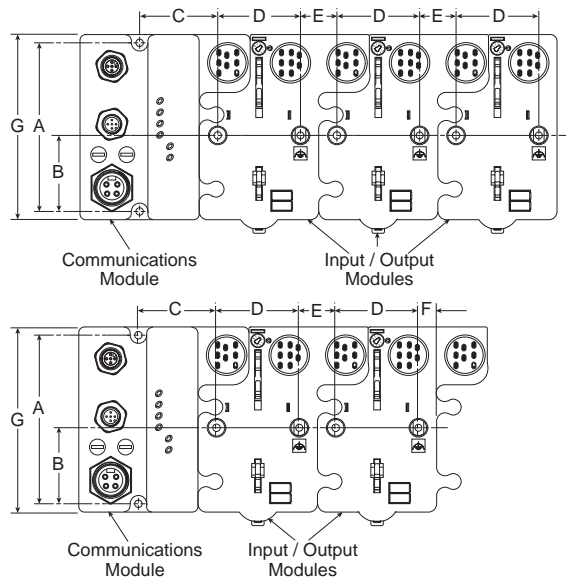 C D E D E D
G A
B
Communications
Module
Input / Output
Modules
C D E D F
G A
B
Communications
Module
Input / Output
Modules